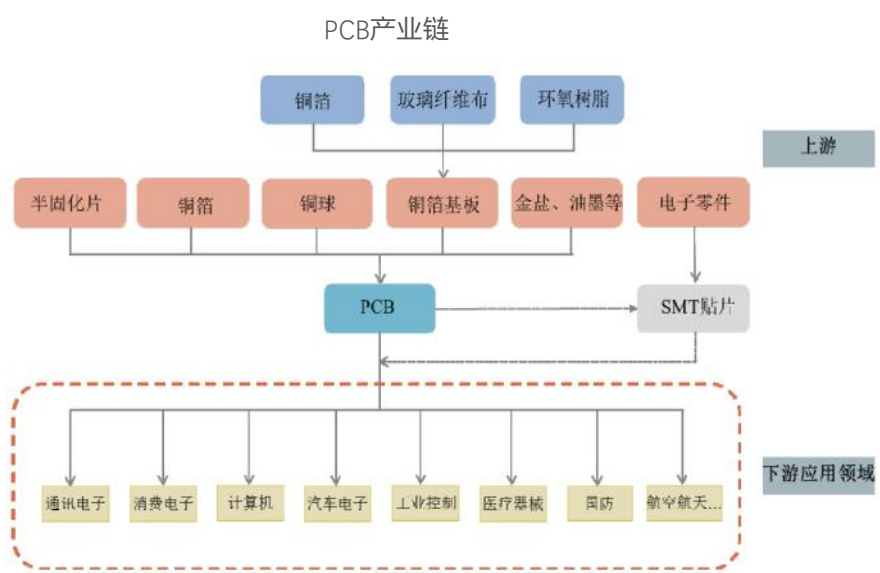 PCB产业链
铜箔
玻璃纤维布
环氧树脂
上游
半固化片
铜箔
铜球
铜箔基板
金盐、油墨等
电子零件
PCB
SMT贴片
下游应用领域
通讯电子
消费电子
计算机
汽车电子
工业控制
医疗器械
国防
航空航天...